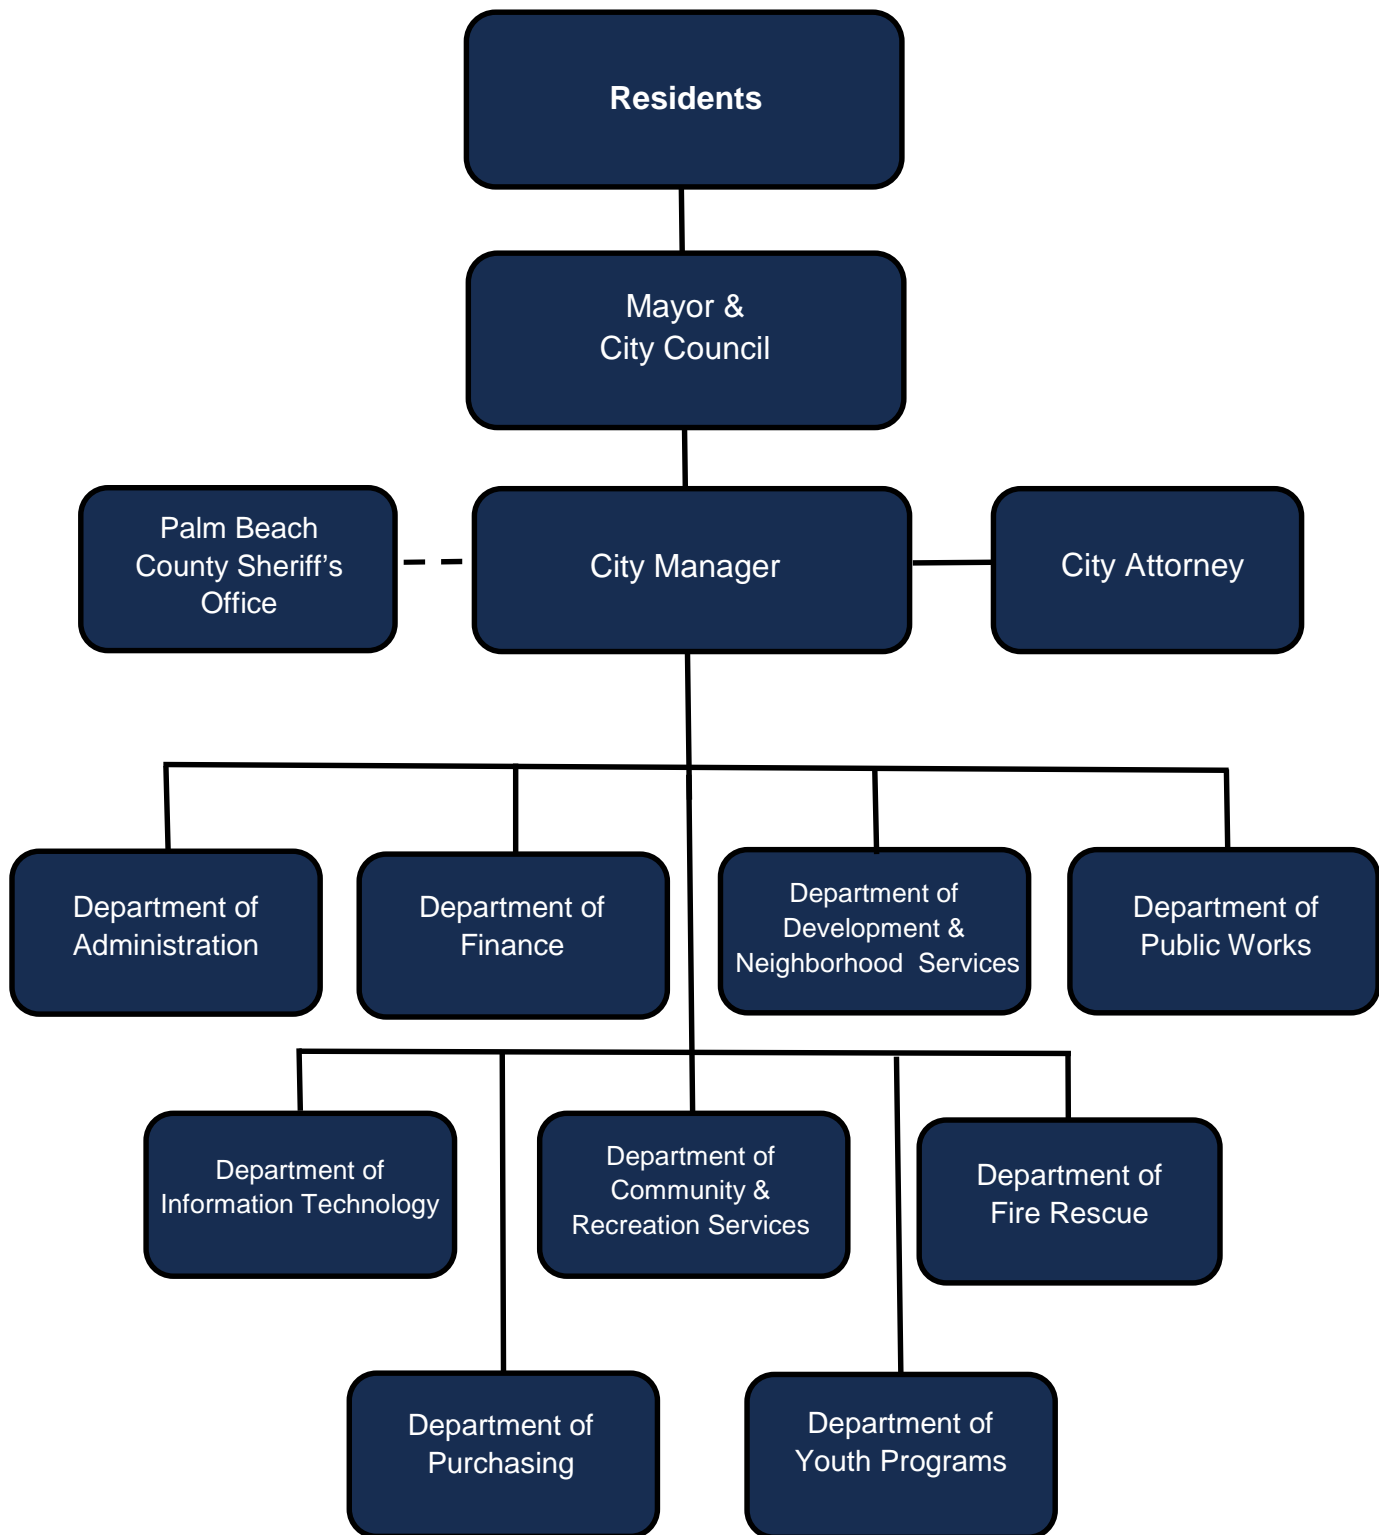 Residents
Mayor &
City Council
Palm Beach
County Sheriff’s
Office
City Manager
City Attorney
Department of
Administration
Department of
Finance
Department of
Development &
Neighborhood  Services
Department of
Public Works
Department of
Information Technology
Department of
Community &
Recreation Services
Department of
Fire Rescue
Department of
Purchasing
Department of
Youth Programs